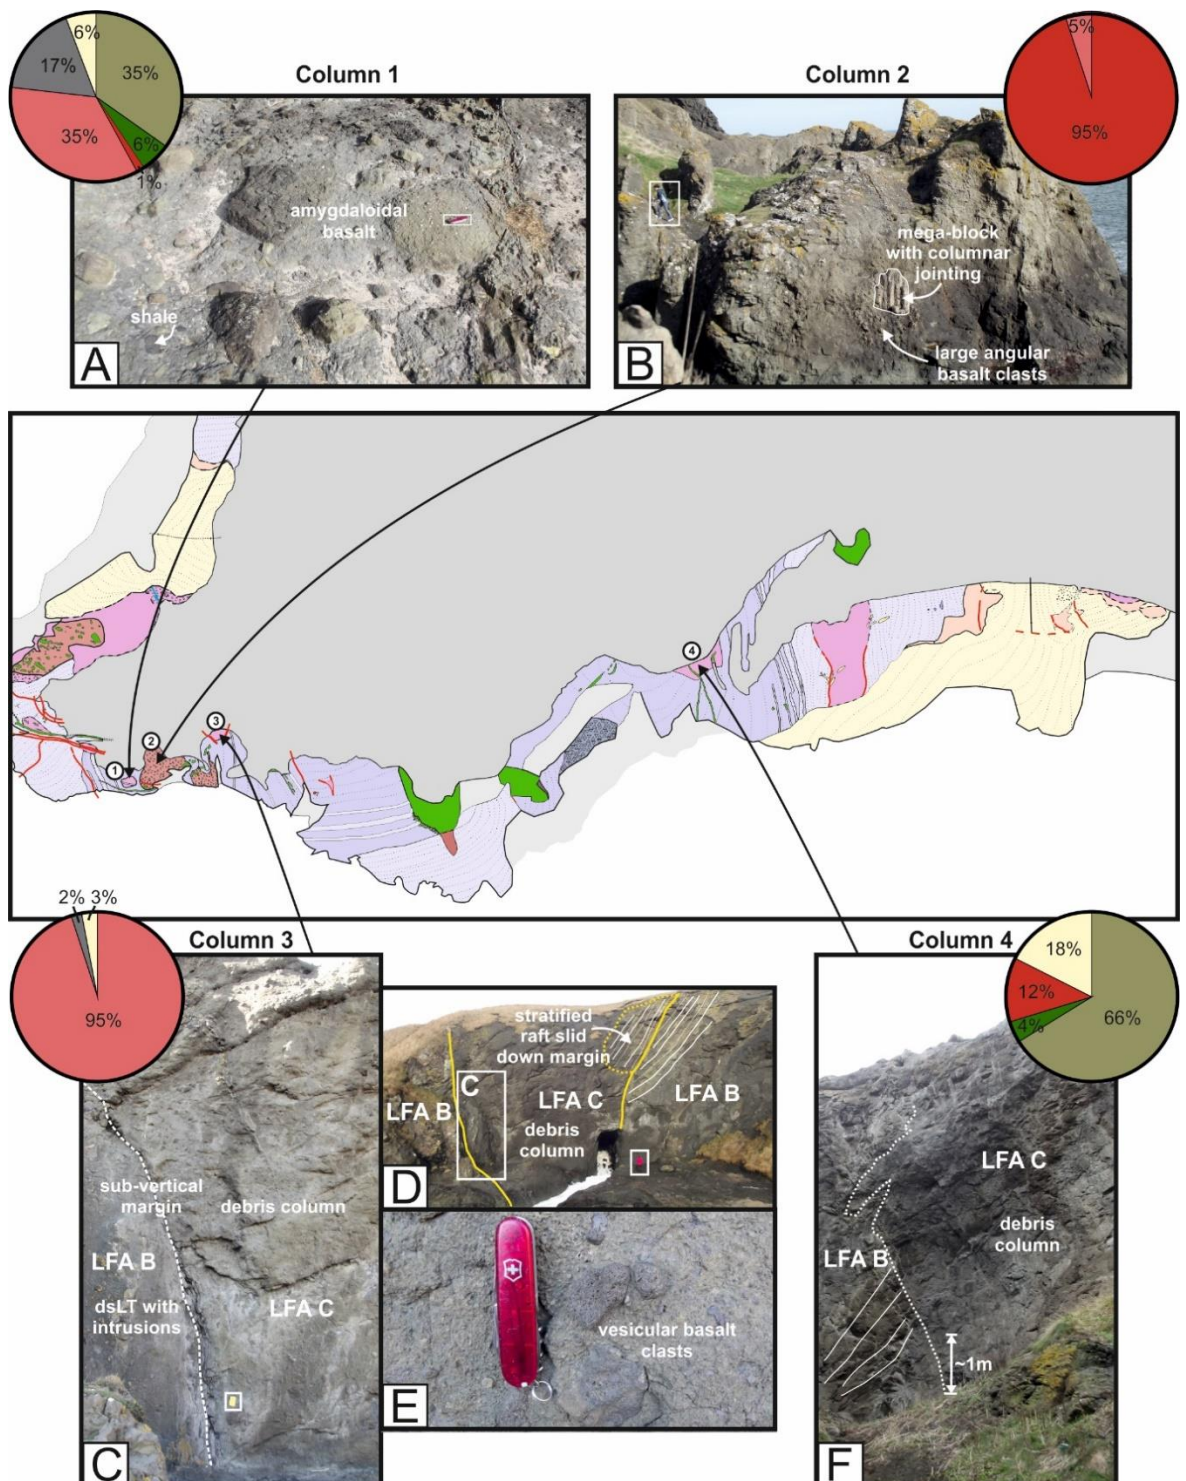 Column 1
Column 2
6%
17%
35%
35%
6%
1%
5%
95%
amygdaloidal
basalt
shale
A
mega-block
with columnar
jointing
large angular
basalt clasts
B
1
2
3
4
2%
3%
95%
Column 3
sub-vertical
margin
debris column
LFA B
dsLT with
intrusions
LFA C
C
stratified
raft slid
down margin
C
LFA B
LFA C
LFA B
debris
column
D
vesicular basalt
clasts
E
Column 4
18%
12%
4%
66%
LFA C
debris
column
LFA B
~1m
F